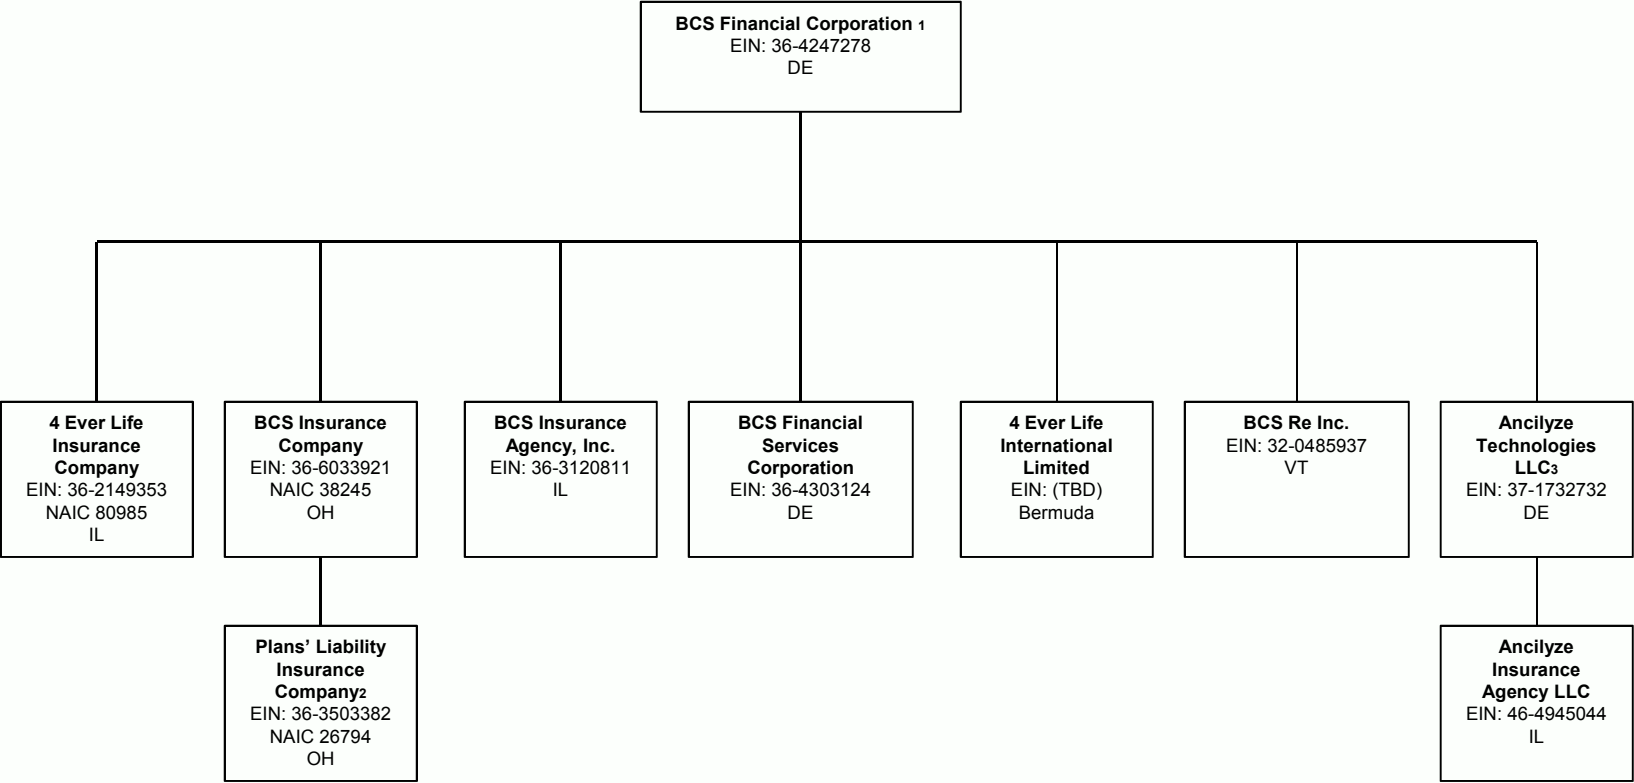 BCS Financial Corporation 1
EIN: 36-4247278
DE
4 Ever Life
Insurance
Company
EIN: 36-2149353
NAIC 80985
IL
BCS Insurance
Company
EIN: 36-6033921
NAIC 38245
OH
BCS Insurance
Agency, Inc.
EIN: 36-3120811
IL
BCS Financial
Services
Corporation
EIN: 36-4303124
DE
4 Ever Life
International
Limited
EIN: (TBD)
Bermuda
BCS Re Inc.
EIN: 32-0485937
VT
Ancilyze
Technologies
LLC3
EIN: 37-1732732
DE
Plans’ Liability
Insurance
Company2
EIN: 36-3503382
NAIC 26794
OH
Ancilyze
Insurance
Agency LLC
EIN: 46-4945044
IL